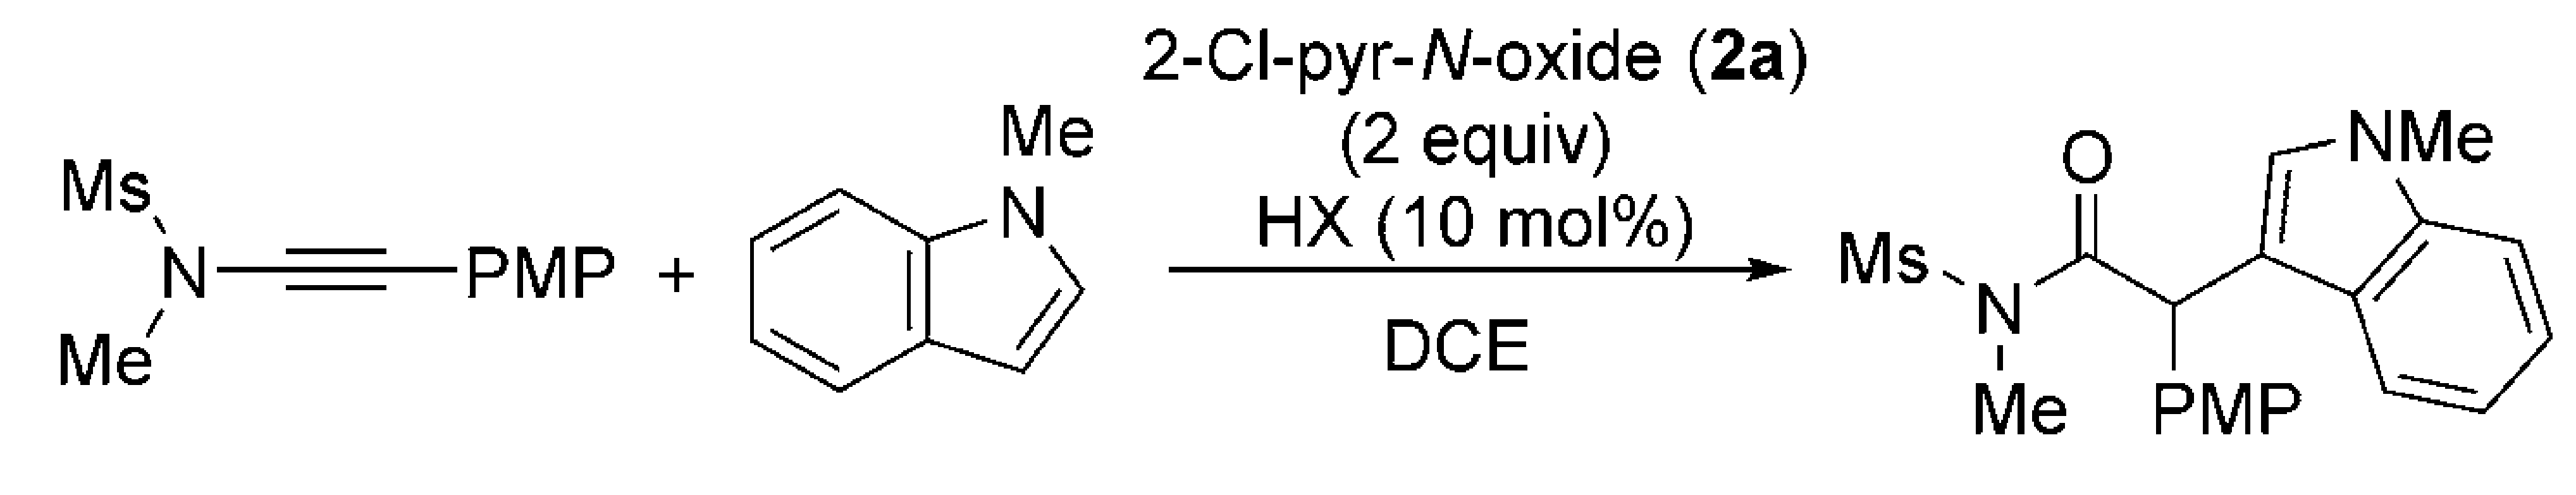 Ms
N
Me
PMP
+
Me
N
2-Cl-pyr-N-oxide (2a)
(2 equiv)
HX (10 mol%)
DCE
O
Ms
N
Me
PMP
NMe